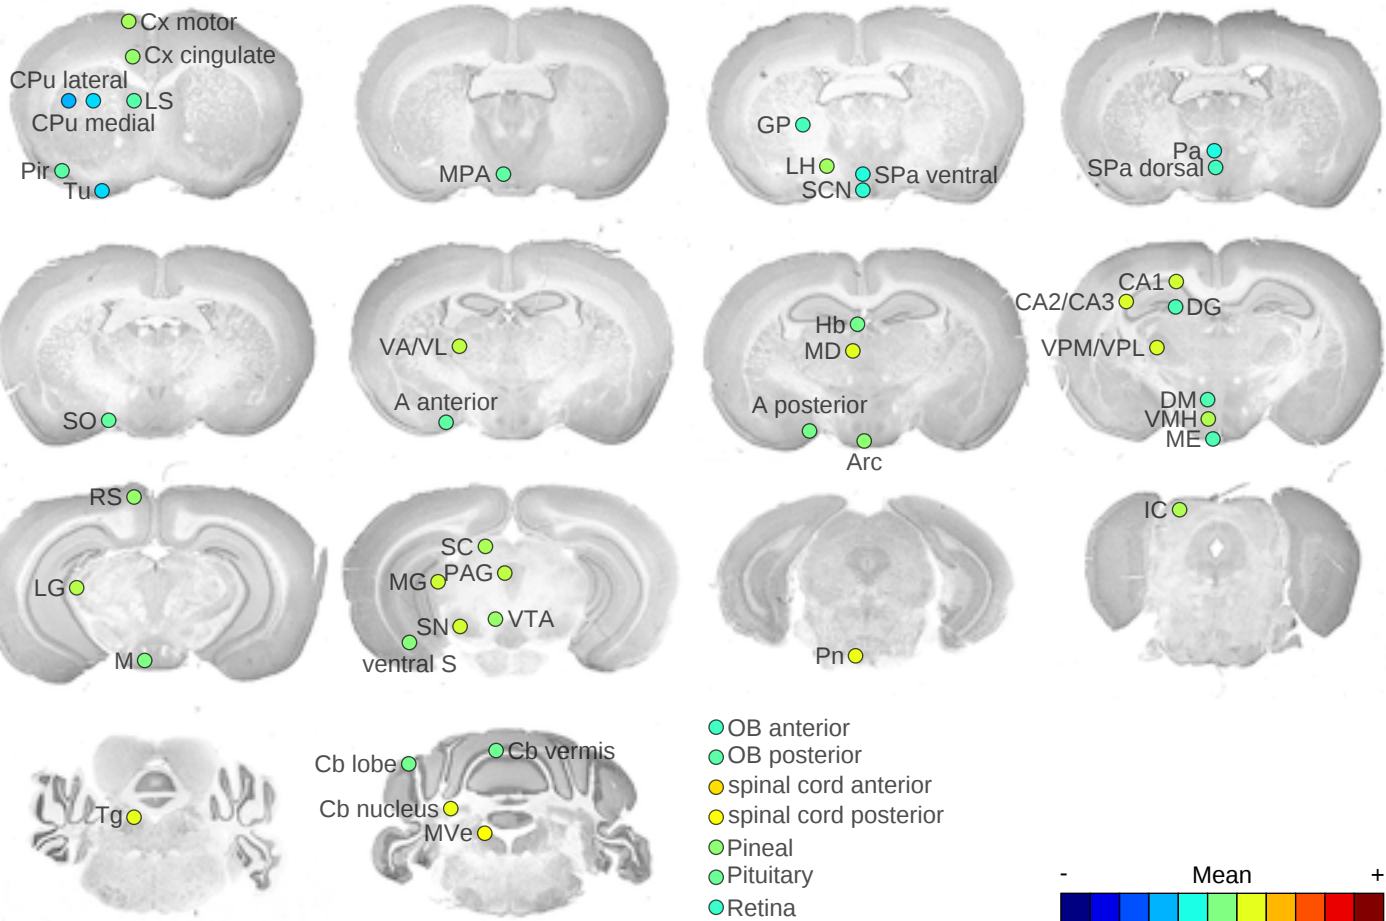 Cx motor
Cx cingulate
CPu lateral
LS
CPu medial
Pir
Tu
MPA
GP
LH
SPa ventral
SCN
Pa
SPa dorsal
SO
VA/VL
A anterior
Hb
MD
A posterior
Arc
CA1
CA2/CA3
DG
VPM/VPL
DM
VMH
ME
RS
LG
M
SC
MG
PAG
SN
VTA
ventral S
Pn
IC
Tg
Cb lobe
Cb vermis
Cb nucleus
MVe
OB anterior
OB posterior
spinal cord anterior
spinal cord posterior
Pineal
Pituitary
Retina
- Mean +